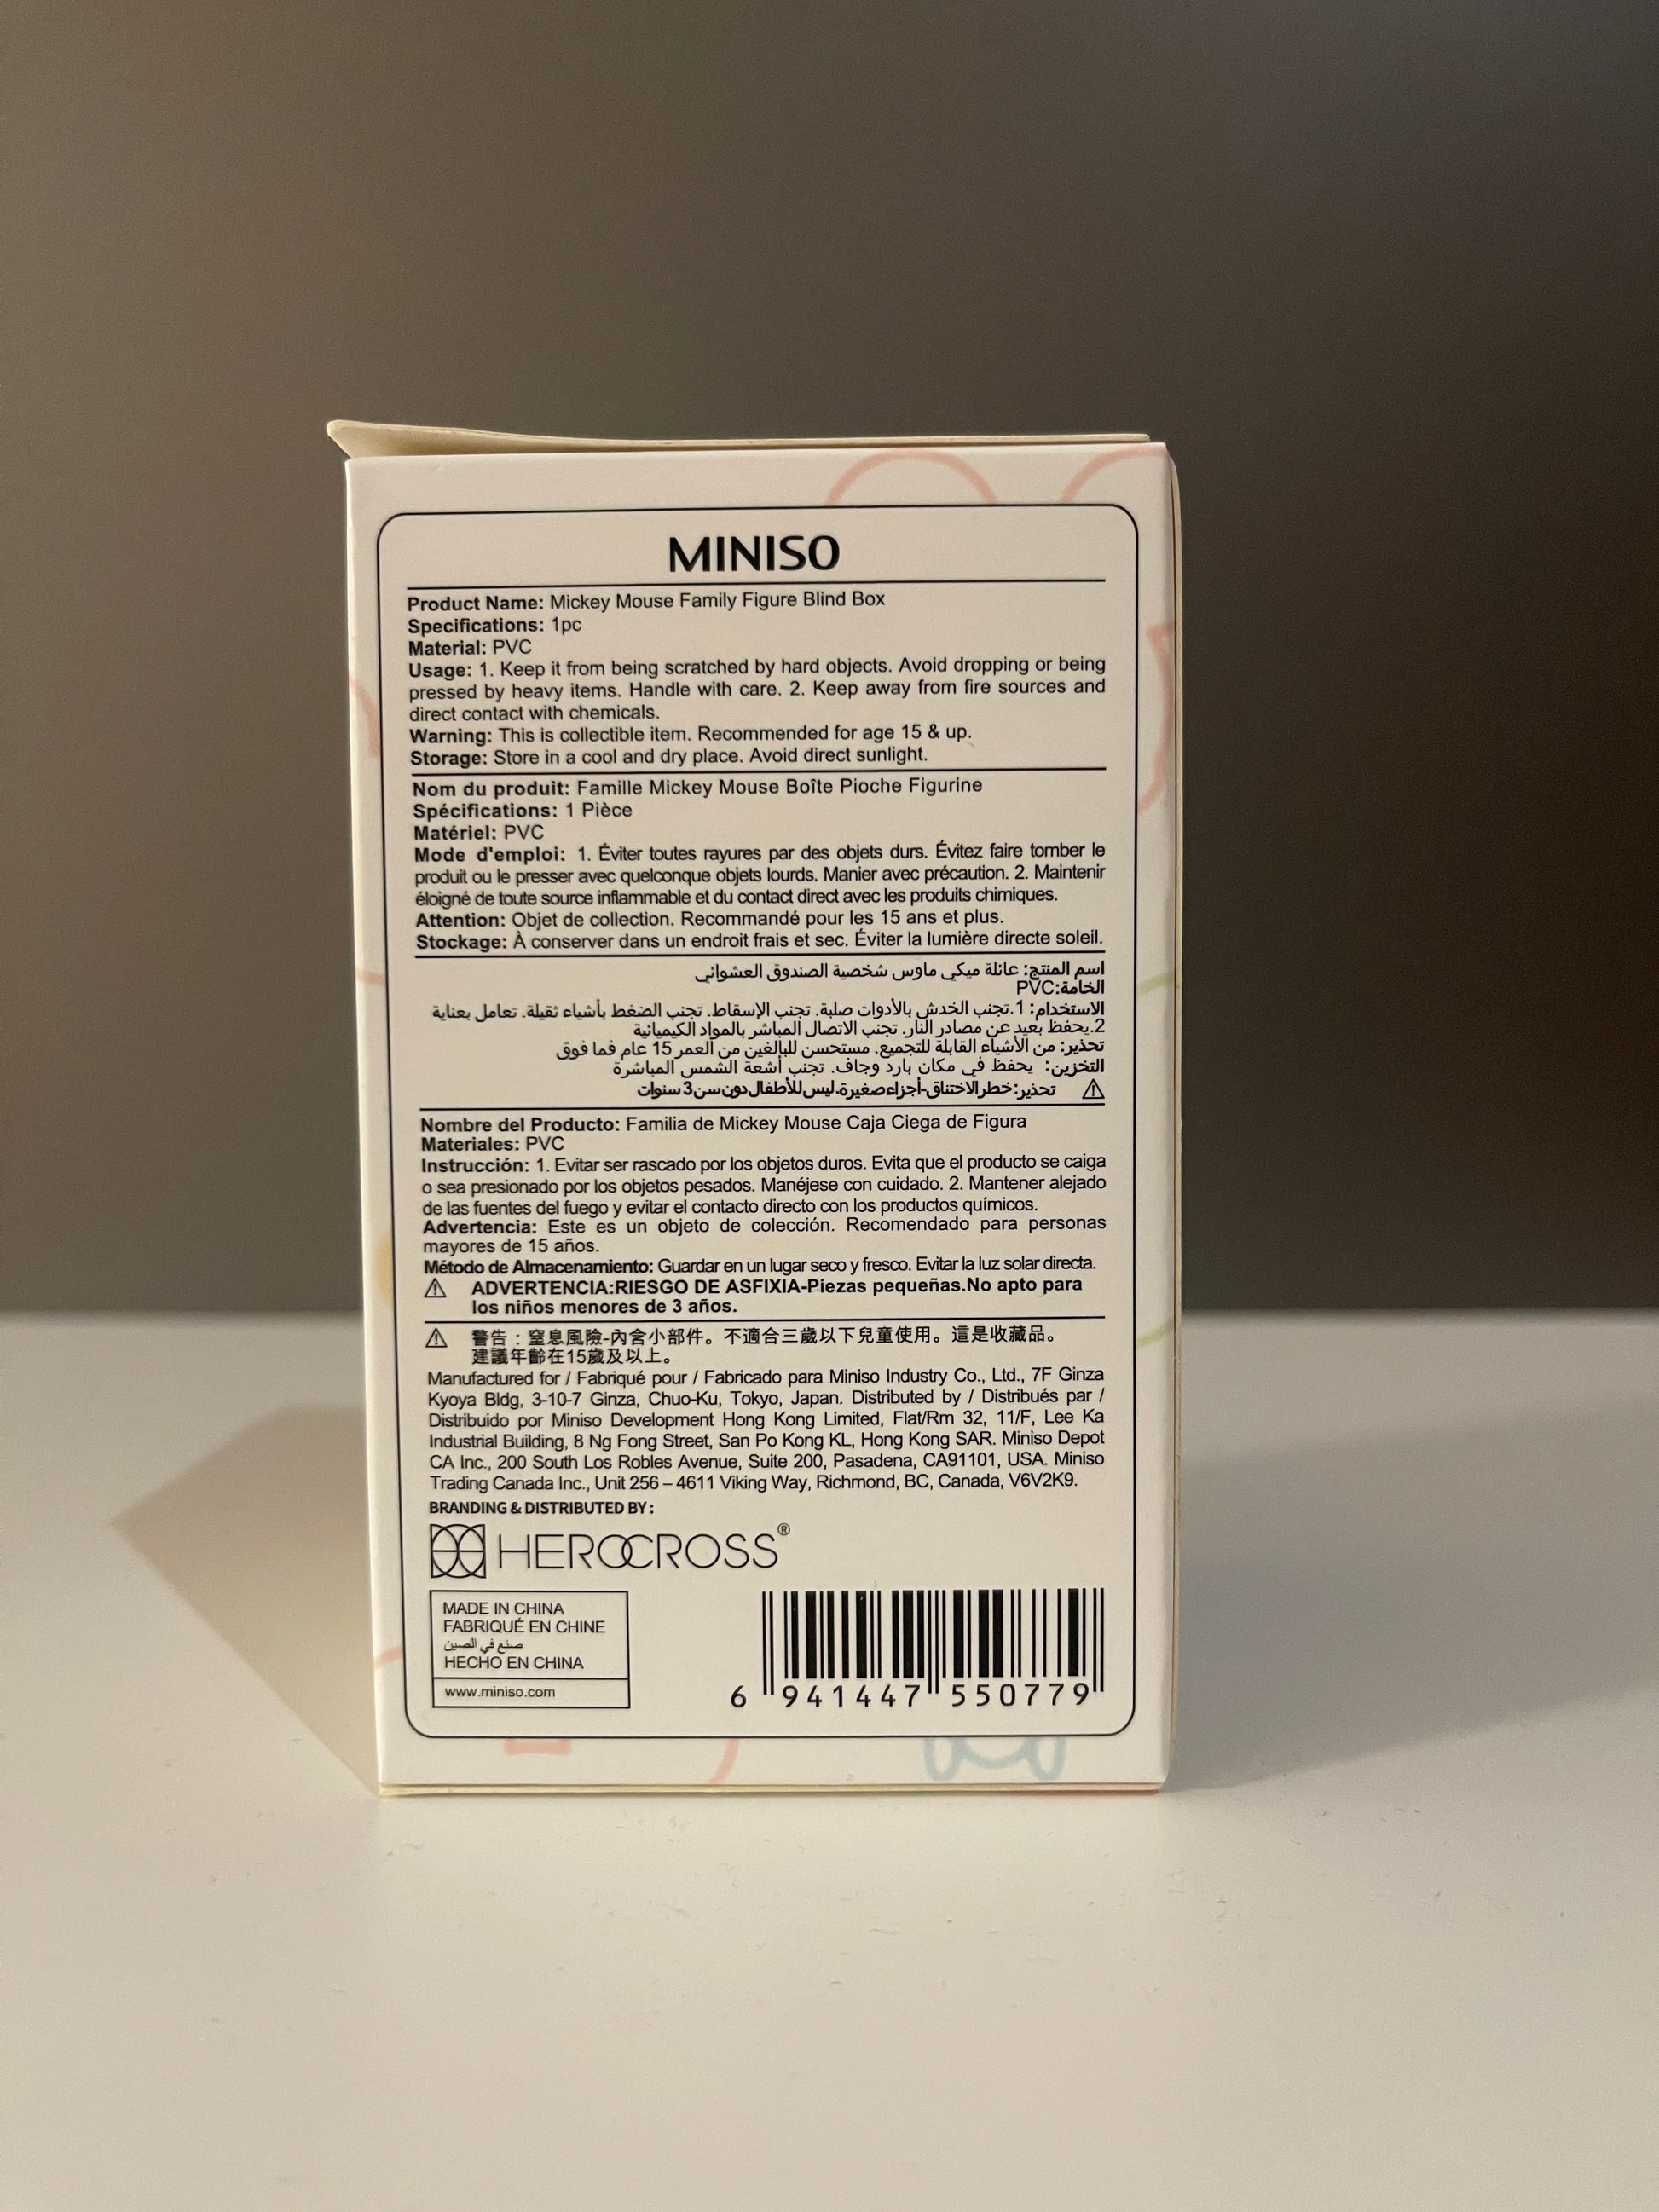 MINISO
Product Name: Mickey Mouse Family Figure Blind Box
Specifications: 1pc
Material: PVC
Usage: 1. Keep it from being scratched by hard objects. Avoid dropping or being
pressed by heavy items. Handle with care. 2. Keep away from fire sources and
direct contact with chemicals.
Warning: This is collectible item. Recommended for age 15 & up.
Storage: Store in a cool and dry place. Avoid direct sunlight.
Nom du produit: Famille Mickey Mouse Boîte Pioche Figurine
Spécifications: 1 Pièce
Matériel: PVC
Mode d'emploi: 1. Éviter toutes rayures par des objets durs. Évitez faire tomber le
produit ou le presser avec quelconque objets lourds. Manier avec précaution. 2. Maintenir
éloigné de toute source inflammable et du contact direct avec les produits chimiques.
Attention: Objet de collection. Recommandé pour les 15 ans et plus.
Stockage: À conserver dans un endroit frais et sec. Éviter la lumière directe soleil.
اسم المنتج: عائلة ميكي ماوس شخصية الصندوق العشواني
الخامة:PVC
الاستخدام: 1.تجنب الخدش بالأدوات صلبة. تجنب الإسقاط. تجنب الضغط بأشياء ثقيلة. تعامل بعناية
2.يحفظ بعيد عن مصادر النار. تجنب الاتصال المباشر بالمواد الكيميائية
تحذير: من الأشياء القابلة للتجميع. مستحسن للبالغين من العمر 15 عام فما فوق
التخزين: يحفظ في مكان بارد وجاف. تجنب أشعة الشمس المباشرة
⚠ تحذير:خطر الاختناق-أجزاء صغيرة.ليس للأطفال دون سن 3 سنوات
Nombre del Producto: Familia de Mickey Mouse Caja Ciega de Figura
Materiales: PVC
Instrucción: 1. Evitar ser rascado por los objetos duros. Evita que el producto se caiga
o sea presionado por los objetos pesados. Manéjese con cuidado. 2. Mantener alejado
de las fuentes del fuego y evitar el contacto directo con los productos químicos.
Advertencia: Este es un objeto de colección. Recomendado para personas
mayores de 15 años.
Método de Almacenamiento: Guardar en un lugar seco y fresco. Evitar la luz solar directa.
⚠ ADVERTENCIA:RIESGO DE ASFIXIA-Piezas pequeñas.No apto para
los niños menores de 3 años.
⚠ 警告：窒息風險-內含小部件。不適合三歲以下兒童使用。這是收藏品。
建議年齡在15歲及以上。
Manufactured for / Fabriqué pour / Fabricado para Miniso Industry Co., Ltd., 7F Ginza
Kyoya Bldg, 3-10-7 Ginza, Chuo-Ku, Tokyo, Japan. Distributed by / Distribués par /
Distribuido por Miniso Development Hong Kong Limited, Flat/Rm 32, 11/F, Lee Ka
Industrial Building, 8 Ng Fong Street, San Po Kong KL, Hong Kong SAR. Miniso Depot
CA Inc., 200 South Los Robles Avenue, Suite 200, Pasadena, CA91101, USA. Miniso
Trading Canada Inc., Unit 256 – 4611 Viking Way, Richmond, BC, Canada, V6V2K9.
BRANDING & DISTRIBUTED BY :
HEROCROSS®
MADE IN CHINA
FABRIQUÉ EN CHINE
صنع في الصين
HECHO EN CHINA
www.miniso.com
6 941447 550779